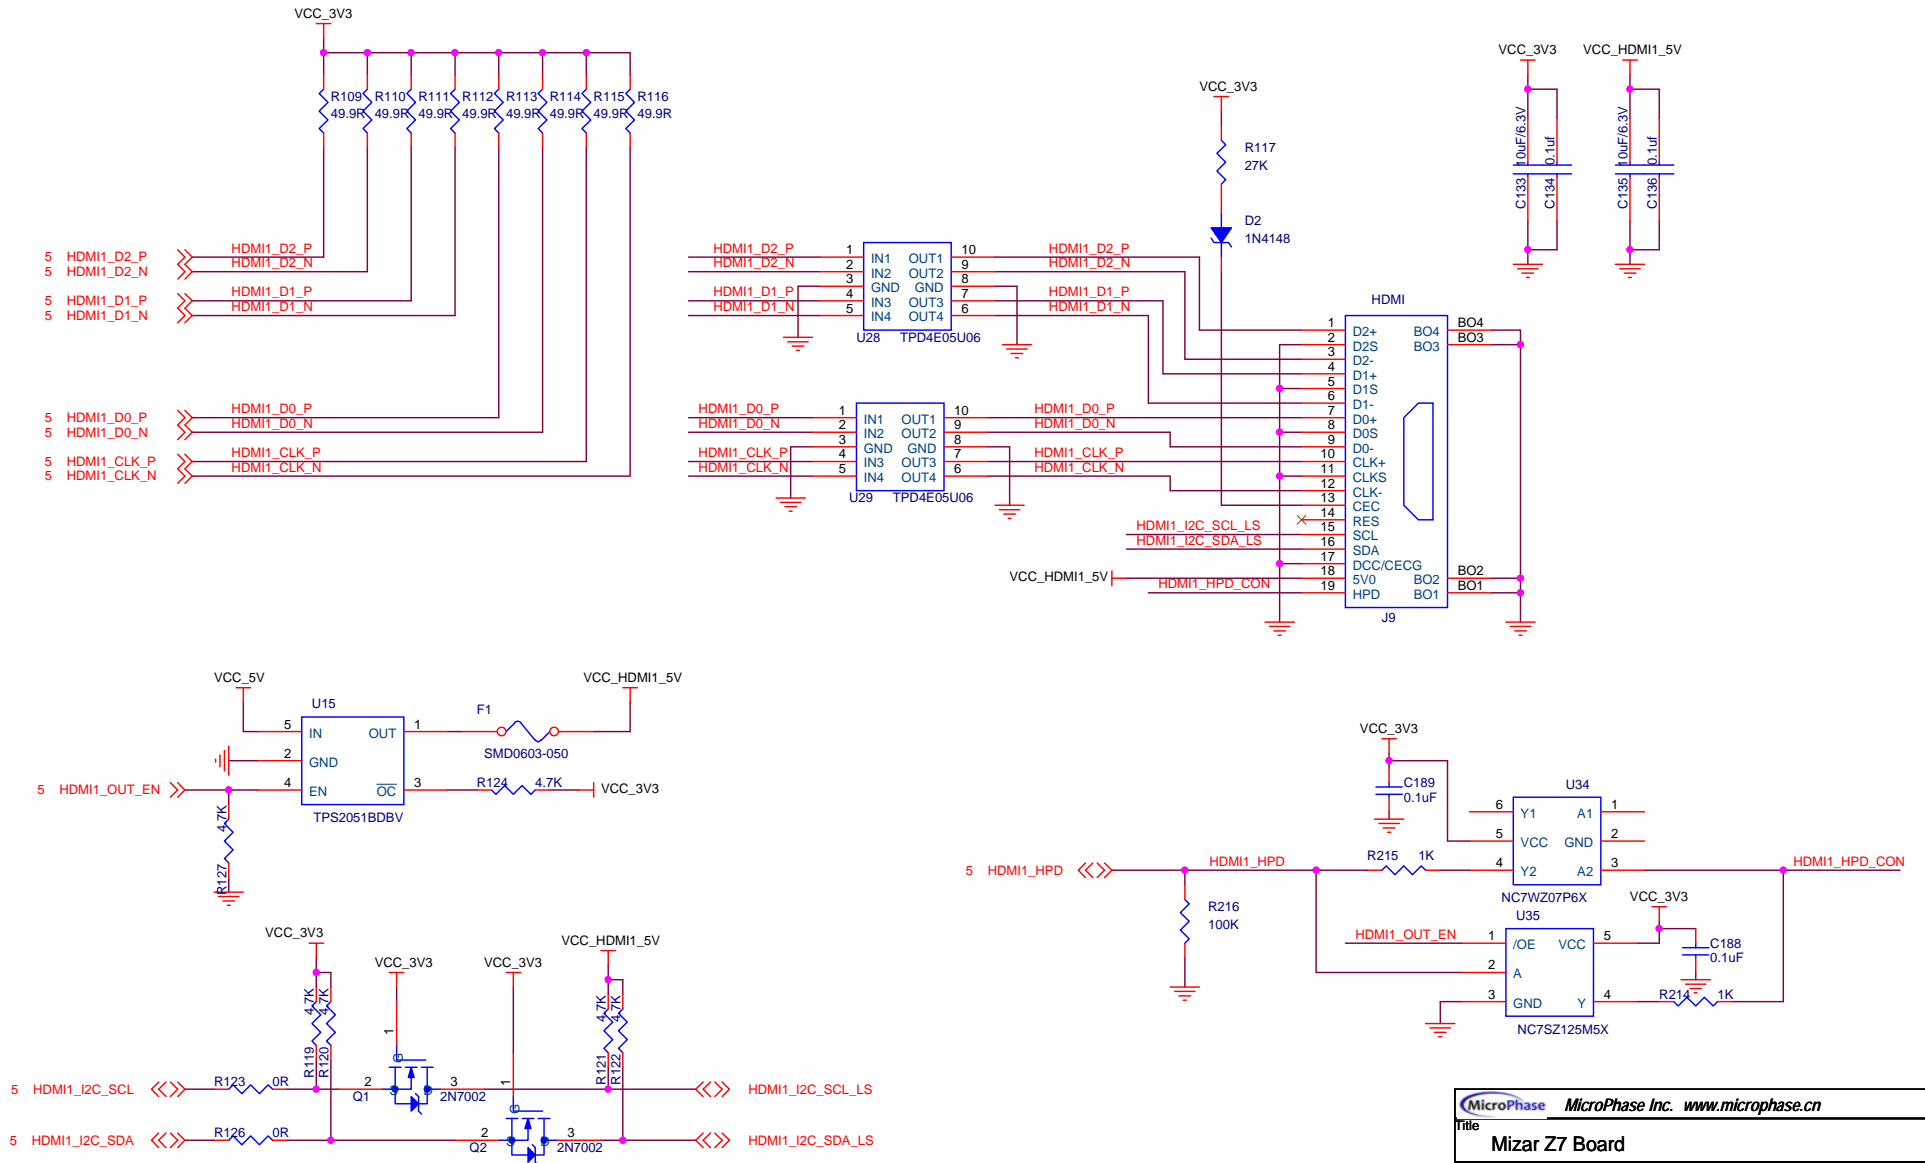 VCC_3V3
R109 R110 R111 R112 R113 R114 R115 R116
49.9R 49.9R 49.9R 49.9R 49.9R 49.9R 49.9R 49.9R
5 HDMI1_D2_P HDMI1_D2_P
5 HDMI1_D2_N HDMI1_D2_N
5 HDMI1_D1_P HDMI1_D1_P
5 HDMI1_D1_N HDMI1_D1_N
5 HDMI1_D0_P HDMI1_D0_P
5 HDMI1_D0_N HDMI1_D0_N
5 HDMI1_CLK_P HDMI1_CLK_P
5 HDMI1_CLK_N HDMI1_CLK_N
HDMI1_D2_P 1 IN1 OUT1 10 HDMI1_D2_P
HDMI1_D2_N 2 IN2 OUT2 9 HDMI1_D2_N
3 GND GND 8
HDMI1_D1_P 4 IN3 OUT3 7 HDMI1_D1_P
HDMI1_D1_N 5 IN4 OUT4 6 HDMI1_D1_N
U28 TPD4E05U06
HDMI1_D0_P 1 IN1 OUT1 10 HDMI1_D0_P
HDMI1_D0_N 2 IN2 OUT2 9 HDMI1_D0_N
3 GND GND 8
HDMI1_CLK_P 4 IN3 OUT3 7 HDMI1_CLK_P
HDMI1_CLK_N 5 IN4 OUT4 6 HDMI1_CLK_N
U29 TPD4E05U06
VCC_3V3
R117
27K
D2
1N4148
VCC_3V3 VCC_HDMI1_5V
C133 10uF/6.3V
C134 0.1uf
C135 10uF/6.3V
C136 0.1uf
HDMI
1 D2+ BO4 BO4
2 D2S BO3 BO3
3 D2-
4 D1+
5 D1S
6 D1-
7 D0+
8 D0S
9 D0-
10 CLK+
11 CLKS
12 CLK-
13 CEC
14 RES
HDMI1_I2C_SCL_LS 15 SCL
HDMI1_I2C_SDA_LS 16 SDA
17 DCC/CECG
VCC_HDMI1_5V 18 5V0 BO2 BO2
HDMI1_HPD_CON 19 HPD BO1 BO1
J9
VCC_5V VCC_HDMI1_5V
U15 F1
5 IN OUT 1
SMD0603-050
2 GND
5 HDMI1_OUT_EN 4 EN OC 3 R124 4.7K VCC_3V3
TPS2051BDBV
R127 4.7K
VCC_3V3 VCC_3V3 VCC_3V3 VCC_HDMI1_5V
R119 4.7K
R120 4.7K
R121 4.7K
R122 4.7K
1
G
5 HDMI1_I2C_SCL R123 0R 2 S D 3 HDMI1_I2C_SCL_LS
Q1 2N7002
1
G
5 HDMI1_I2C_SDA R126 0R 2 S D 3 HDMI1_I2C_SDA_LS
Q2 2N7002
VCC_3V3
C189
0.1uF
U34
6 Y1 A1 1
5 VCC GND 2
5 HDMI1_HPD HDMI1_HPD R215 1K 4 Y2 A2 3 HDMI1_HPD_CON
NC7WZ07P6X
R216
100K
VCC_3V3
U35
HDMI1_OUT_EN 1 /OE VCC 5
C188
0.1uF
2 A
3 GND Y 4 R214 1K
NC7SZ125M5X
MicroPhase MicroPhase Inc. www.microphase.cn
Title
Mizar Z7 Board